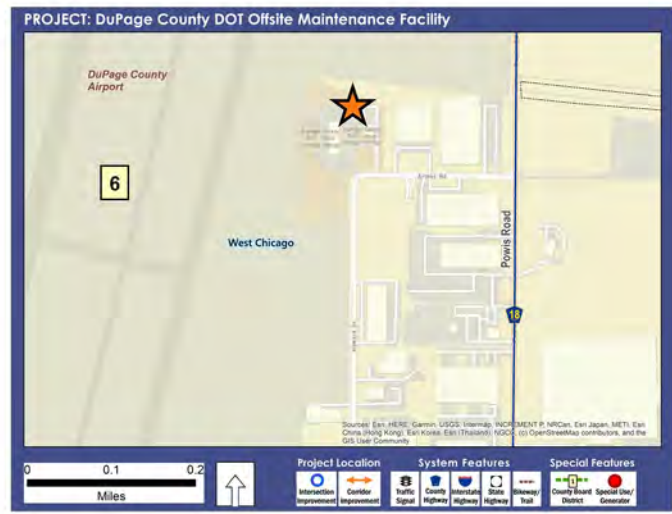 PROJECT: DuPage County DOT Offsite Maintenance Facility
DuPage County
Airport
6
West Chicago
Powis Road
18
Sources: Esri, HERE, Garmin, USGS, Intermap, INCREMENT P, NRCan, Esri Japan, METI, Esri
China (Hong Kong), Esri Korea, Esri (Thailand), NGCC, (c) OpenStreetMap contributors, and the
GIS User Community
0 0.1 0.2
Miles
Project Location
Intersection
Improvement
Corridor
Improvement
System Features
Traffic
Signal
County
Highway
Interstate
Highway
State
Highway
Bikeway/
Trail
Special Features
1
County Board
District
Special Use/
Generator